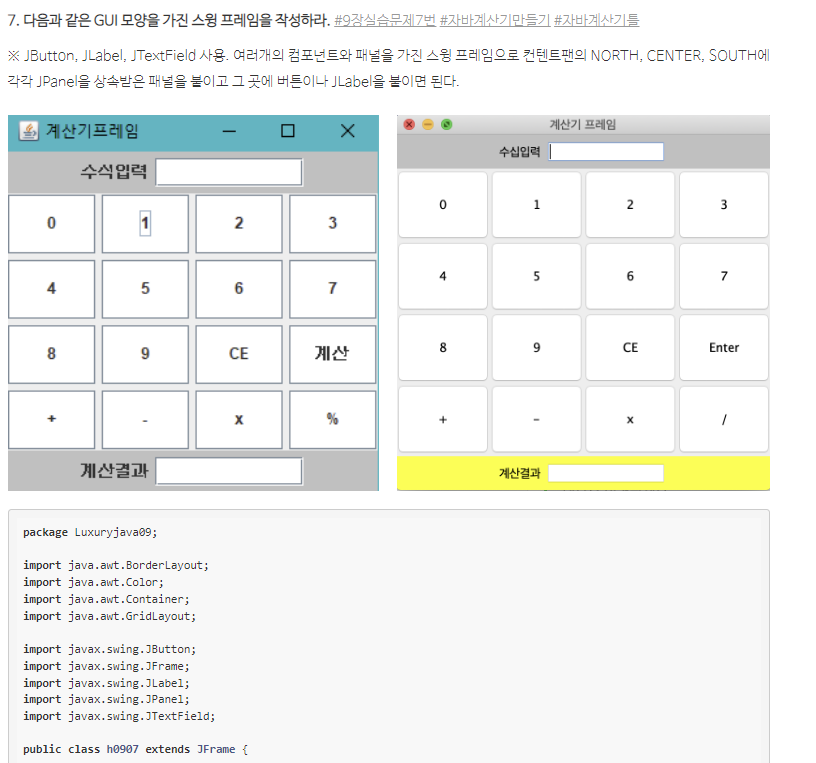 7. 다음과 같은 GUI 모양을 가진 스윙 프레임을 작성하라. #9장실습문제7번 #자바계산기만들기 #자바계산기틀
※ JButton, JLabel, JTextField 사용. 여러개의 컴포넌트와 패널을 가진 스윙 프레임으로 컨텐트팬의 NORTH, CENTER, SOUTH에
각각 JPanel을 상속받은 패널을 붙이고 그 곳에 버튼이나 JLabel을 붙이면 된다.
계산기프레임
수식입력
0 1 2 3
4 5 6 7
8 9 CE 계산
+ - x %
계산결과
계산기 프레임
수십입력
0 1 2 3
4 5 6 7
8 9 CE Enter
+ - x /
계산결과
package Luxuryjava09;
import java.awt.BorderLayout;
import java.awt.Color;
import java.awt.Container;
import java.awt.GridLayout;
import javax.swing.JButton;
import javax.swing.JFrame;
import javax.swing.JLabel;
import javax.swing.JPanel;
import javax.swing.JTextField;
public class h0907 extends JFrame {